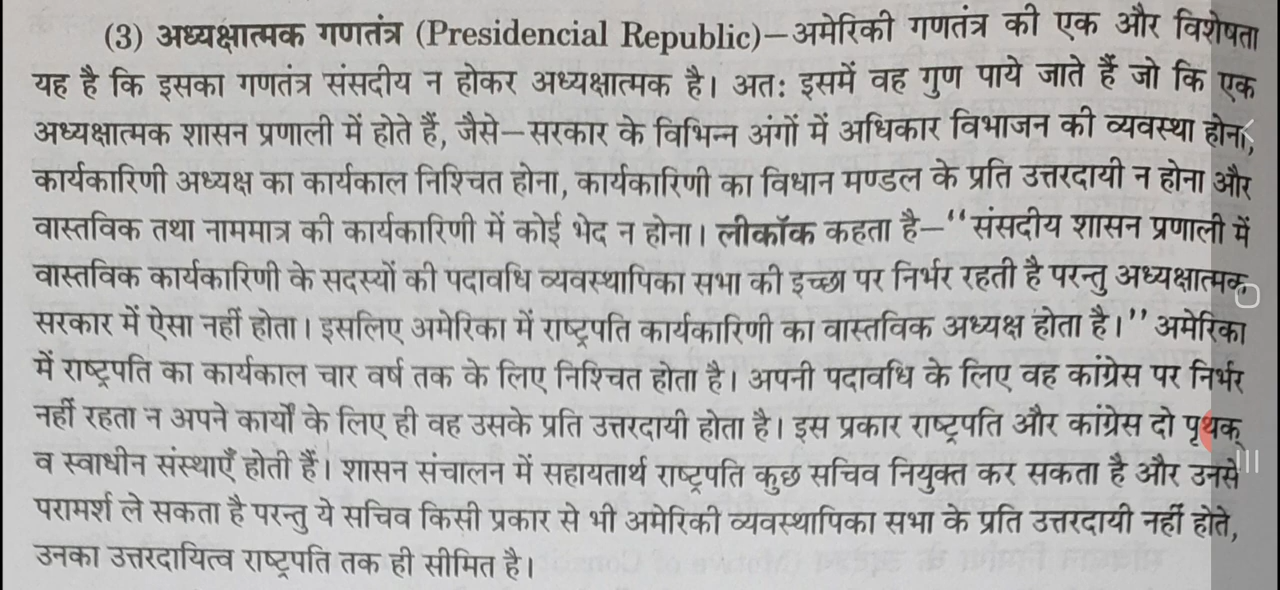 (3) अध्यक्षात्मक गणतंत्र (Presidencial Republic)—अमेरिकी गणतंत्र की एक और विशेषता
यह है कि इसका गणतंत्र संसदीय न होकर अध्यक्षात्मक है। अतः इसमें वह गुण पाये जाते हैं जो कि एक
अध्यक्षात्मक शासन प्रणाली में होते हैं, जैसे—सरकार के विभिन्न अंगों में अधिकार विभाजन की व्यवस्था होना,
कार्यकारिणी अध्यक्ष का कार्यकाल निश्चित होना, कार्यकारिणी का विधान मण्डल के प्रति उत्तरदायी न होना और
वास्तविक तथा नाममात्र की कार्यकारिणी में कोई भेद न होना। लीकॉक कहता है—“संसदीय शासन प्रणाली में
वास्तविक कार्यकारिणी के सदस्यों की पदावधि व्यवस्थापिका सभा की इच्छा पर निर्भर रहती है परन्तु अध्यक्षात्मक
सरकार में ऐसा नहीं होता। इसलिए अमेरिका में राष्ट्रपति कार्यकारिणी का वास्तविक अध्यक्ष होता है।” अमेरिका
में राष्ट्रपति का कार्यकाल चार वर्ष तक के लिए निश्चित होता है। अपनी पदावधि के लिए वह कांग्रेस पर निर्भर
नहीं रहता न अपने कार्यों के लिए ही वह उसके प्रति उत्तरदायी होता है। इस प्रकार राष्ट्रपति और कांग्रेस दो पृथक्
व स्वाधीन संस्थाएँ होती हैं। शासन संचालन में सहायतार्थ राष्ट्रपति कुछ सचिव नियुक्त कर सकता है और उनसे
परामर्श ले सकता है परन्तु ये सचिव किसी प्रकार से भी अमेरिकी व्यवस्थापिका सभा के प्रति उत्तरदायी नहीं होते,
उनका उत्तरदायित्व राष्ट्रपति तक ही सीमित है।